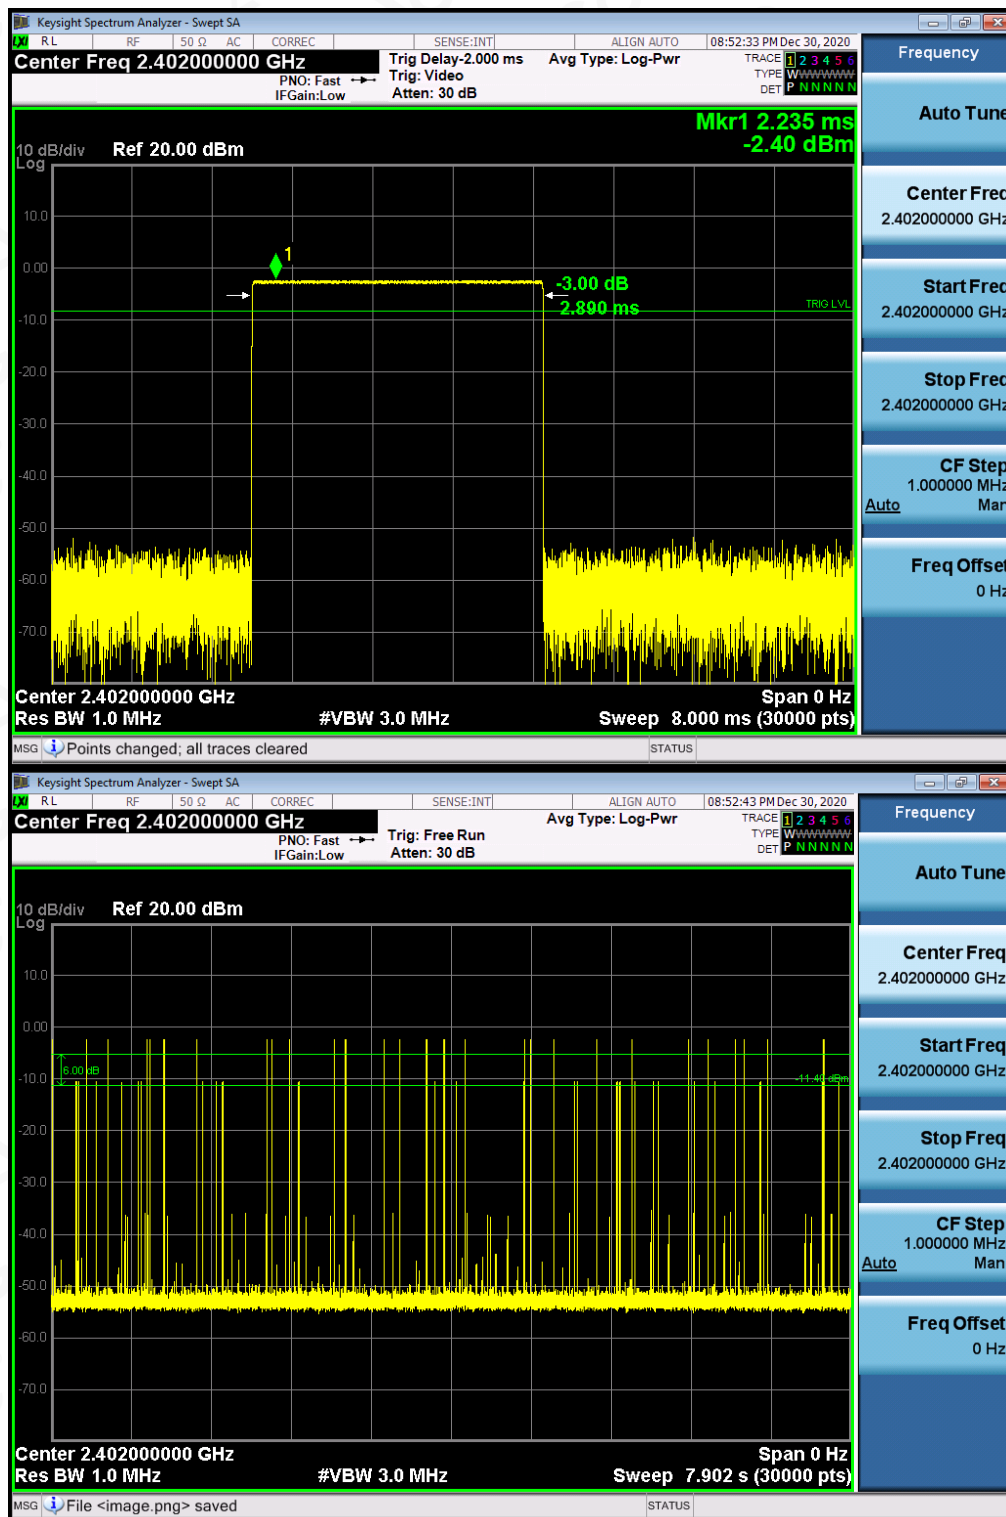 Keysight Spectrum Analyzer - Swept SA
LXI RL RF 50 Ω AC CORREC SENSE:INT ALIGN AUTO 08:52:33 PM Dec 30, 2020
Center Freq 2.402000000 GHz
PNO: Fast
IFGain:Low
Trig Delay-2.000 ms
Trig: Video
Atten: 30 dB
Avg Type: Log-Pwr
TRACE 1 2 3 4 5 6
TYPE WWWWWW
DET P N N N N N
Mkr1 2.235 ms
-2.40 dBm
10 dB/div Ref 20.00 dBm
Log
10.0
0.00
-10.0
-20.0
-30.0
-40.0
-50.0
-60.0
-70.0
1
-3.00 dB
2.890 ms
TRIG LVL
Center 2.402000000 GHz Span 0 Hz
Res BW 1.0 MHz #VBW 3.0 MHz Sweep 8.000 ms (30000 pts)
MSG Points changed; all traces cleared STATUS
Frequency
Auto Tune
Center Freq
2.402000000 GHz
Start Freq
2.402000000 GHz
Stop Freq
2.402000000 GHz
CF Step
1.000000 MHz
Auto Man
Freq Offset
0 Hz
Keysight Spectrum Analyzer - Swept SA
LXI RL RF 50 Ω AC CORREC SENSE:INT ALIGN AUTO 08:52:43 PM Dec 30, 2020
Center Freq 2.402000000 GHz
PNO: Fast
IFGain:Low
Trig: Free Run
Atten: 30 dB
Avg Type: Log-Pwr
TRACE 1 2 3 4 5 6
TYPE WWWWWW
DET P N N N N N
10 dB/div Ref 20.00 dBm
Log
10.0
0.00
-10.0
-20.0
-30.0
-40.0
-50.0
-60.0
-70.0
6.00 dB
-11.40 dBm
Center 2.402000000 GHz Span 0 Hz
Res BW 1.0 MHz #VBW 3.0 MHz Sweep 7.902 s (30000 pts)
MSG File <image.png> saved STATUS
Frequency
Auto Tune
Center Freq
2.402000000 GHz
Start Freq
2.402000000 GHz
Stop Freq
2.402000000 GHz
CF Step
1.000000 MHz
Auto Man
Freq Offset
0 Hz